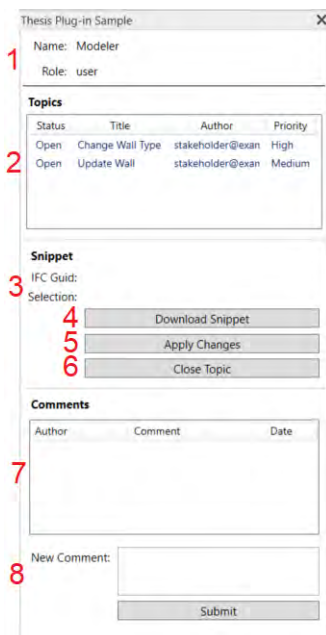 Thesis Plug-in Sample X
1
Name: Modeler
Role: user
Topics
Status Title Author Priority
2
Open Change Wall Type stakeholder@exan High
Open Update Wall stakeholder@exan Medium
Snippet
3
IFC Guid:
Selection:
4 Download Snippet
5 Apply Changes
6 Close Topic
Comments
Author Comment Date
7
8
New Comment:
Submit